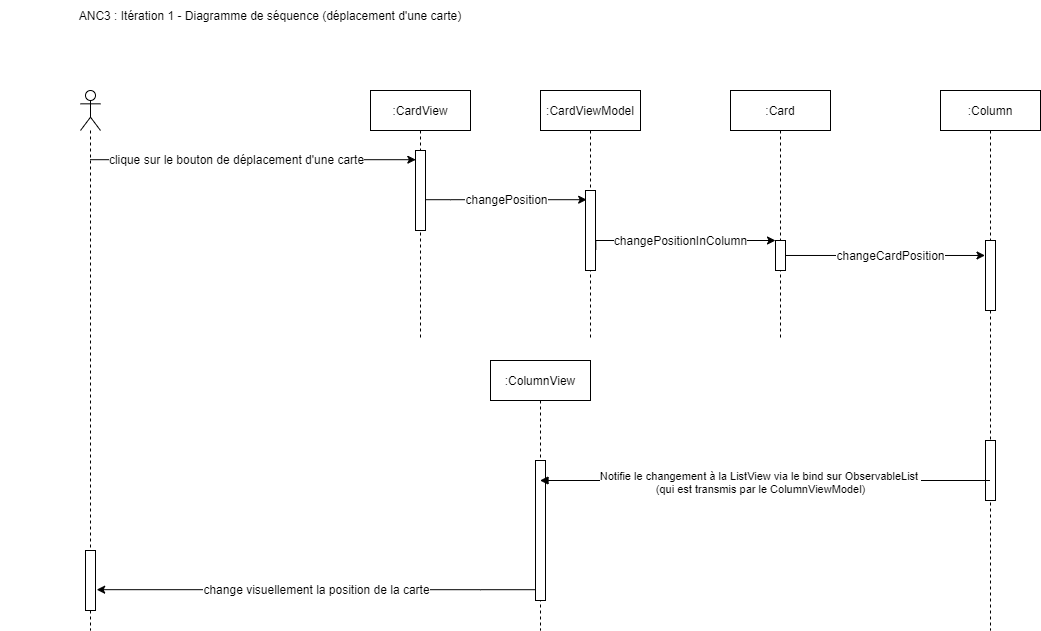 ANC3 : Itération 1 - Diagramme de séquence (déplacement d'une carte)
:CardView
:CardViewModel
:Card
:Column
clique sur le bouton de déplacement d'une carte
changePosition
changePositionInColumn
changeCardPosition
:ColumnView
Notifie le changement à la ListView via le bind sur ObservableList
(qui est transmis par le ColumnViewModel)
change visuellement la position de la carte